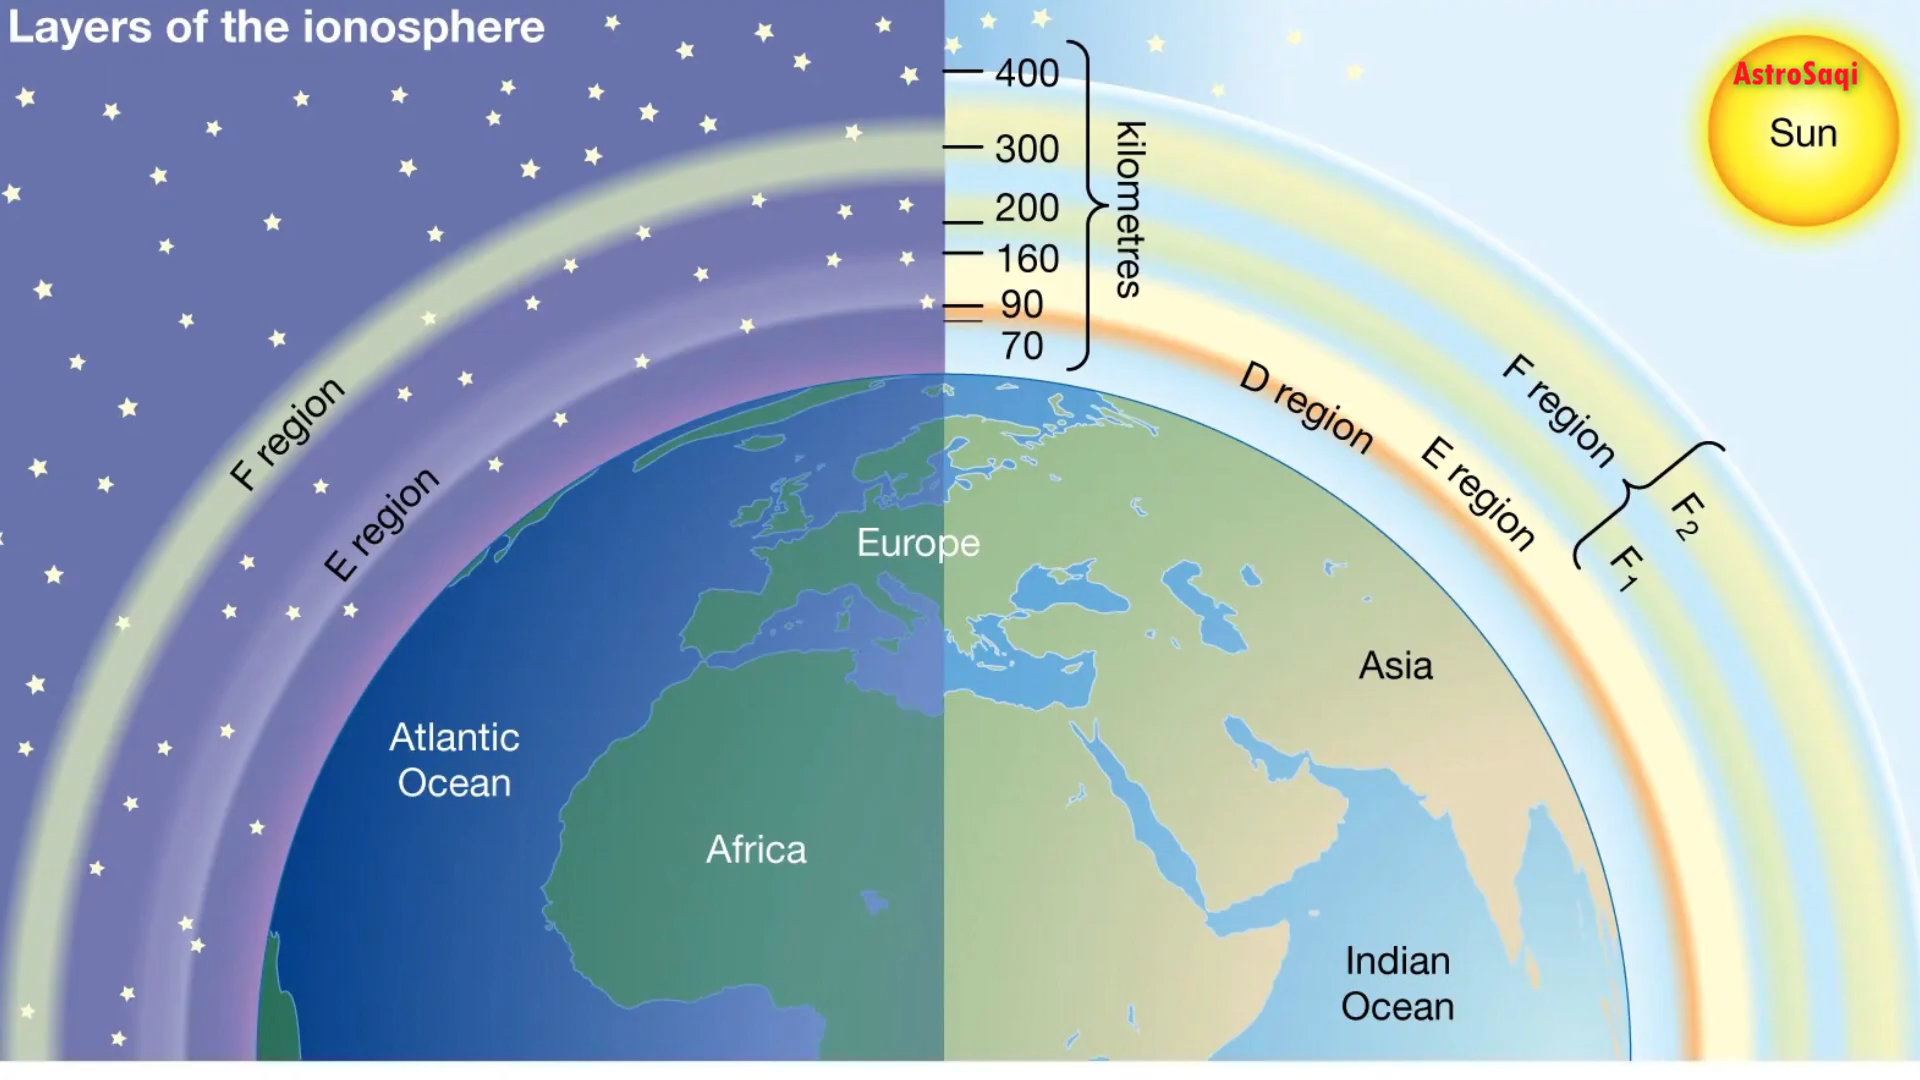 Layers of the ionosphere
400
300
200
160
90
70
kilometres
AstroSaqi
Sun
F region
E region
D region
E region
F region
F₂
F₁
Europe
Asia
Atlantic
Ocean
Africa
Indian
Ocean